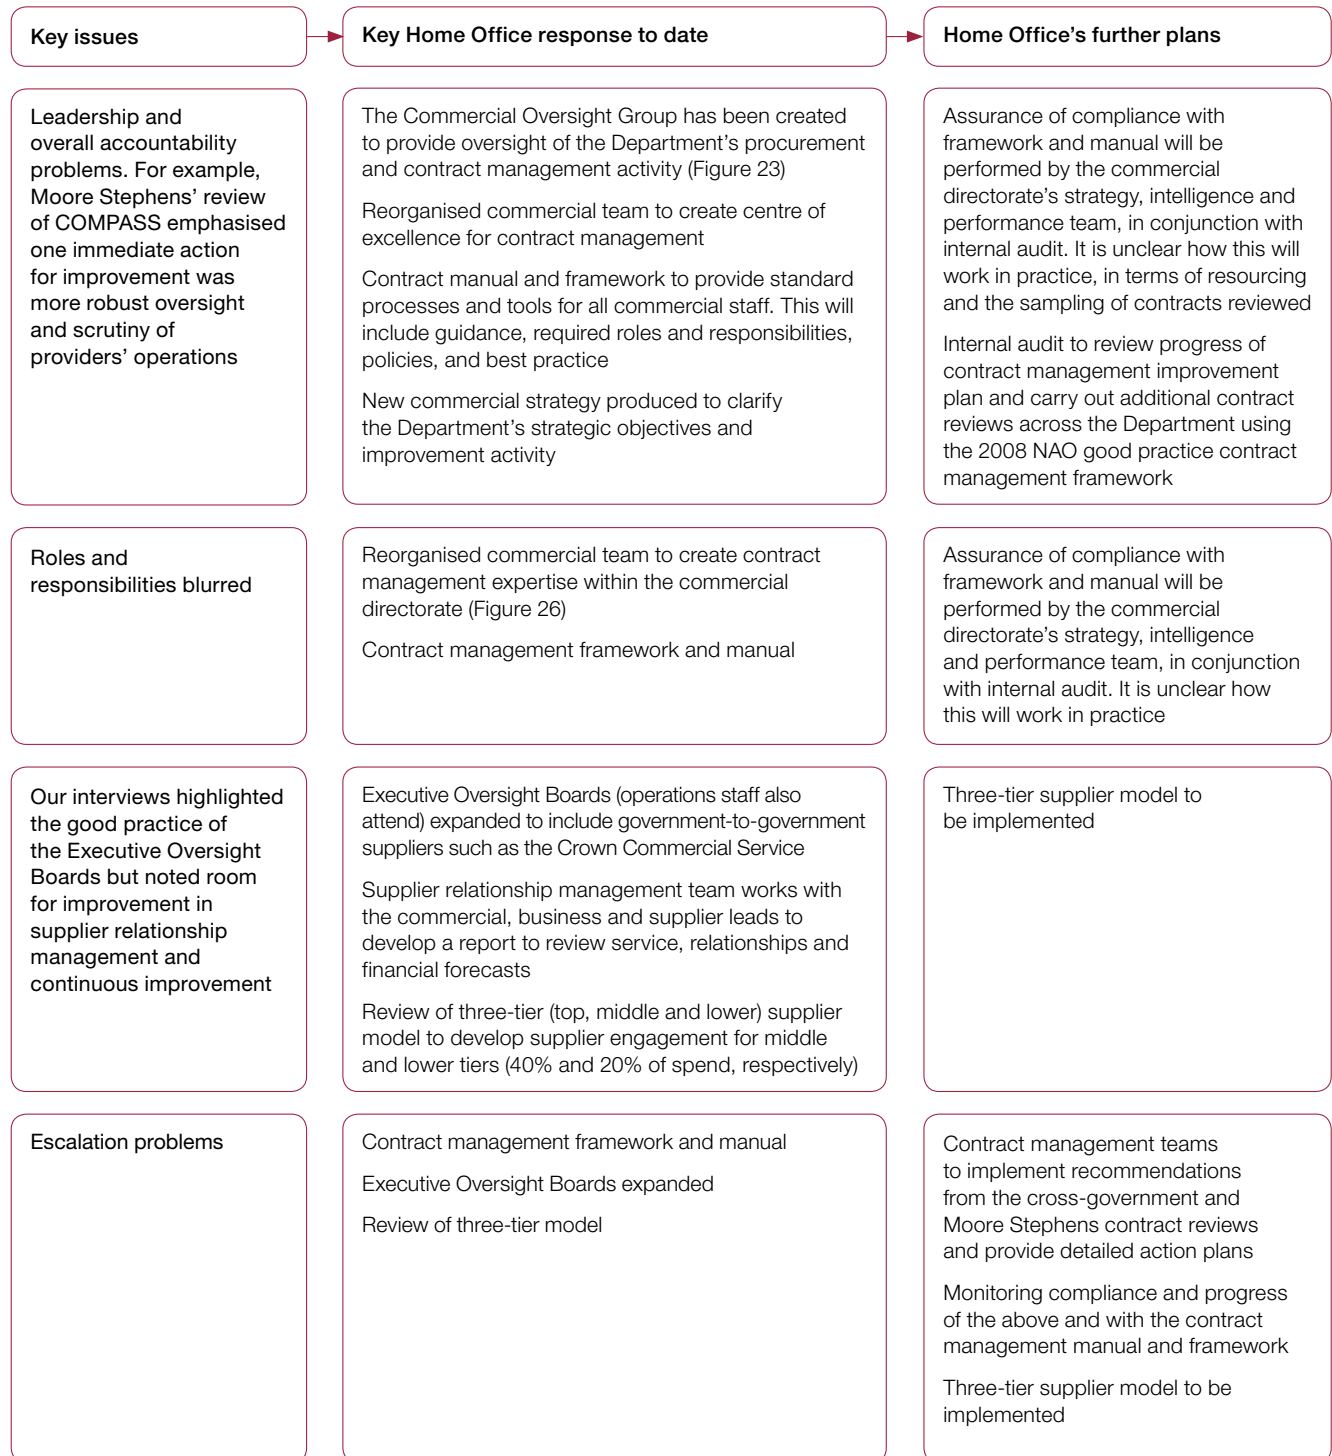 Key issues
Key Home Office response to date
Home Office’s further plans
Leadership and
overall accountability
problems. For example,
Moore Stephens’ review
of COMPASS emphasised
one immediate action
for improvement was
more robust oversight
and scrutiny of
providers’ operations
The Commercial Oversight Group has been created
to provide oversight of the Department’s procurement
and contract management activity (Figure 23)
Reorganised commercial team to create centre of
excellence for contract management
Contract manual and framework to provide standard
processes and tools for all commercial staff. This will
include guidance, required roles and responsibilities,
policies, and best practice
New commercial strategy produced to clarify
the Department’s strategic objectives and
improvement activity
Assurance of compliance with
framework and manual will be
performed by the commercial
directorate’s strategy, intelligence and
performance team, in conjunction with
internal audit. It is unclear how this will
work in practice, in terms of resourcing
and the sampling of contracts reviewed
Internal audit to review progress of
contract management improvement
plan and carry out additional contract
reviews across the Department using
the 2008 NAO good practice contract
management framework
Roles and
responsibilities blurred
Reorganised commercial team to create contract
management expertise within the commercial
directorate (Figure 26)
Contract management framework and manual
Assurance of compliance with
framework and manual will be
performed by the commercial
directorate’s strategy, intelligence
and performance team, in conjunction
with internal audit. It is unclear how
this will work in practice
Our interviews highlighted
the good practice of
the Executive Oversight
Boards but noted room
for improvement in
supplier relationship
management and
continuous improvement
Executive Oversight Boards (operations staff also
attend) expanded to include government-to-government
suppliers such as the Crown Commercial Service
Supplier relationship management team works with
the commercial, business and supplier leads to
develop a report to review service, relationships and
financial forecasts
Review of three-tier (top, middle and lower) supplier
model to develop supplier engagement for middle
and lower tiers (40% and 20% of spend, respectively)
Three-tier supplier model to
be implemented
Escalation problems
Contract management framework and manual
Executive Oversight Boards expanded
Review of three-tier model
Contract management teams
to implement recommendations
from the cross-government and
Moore Stephens contract reviews
and provide detailed action plans
Monitoring compliance and progress
of the above and with the contract
management manual and framework
Three-tier supplier model to be
implemented